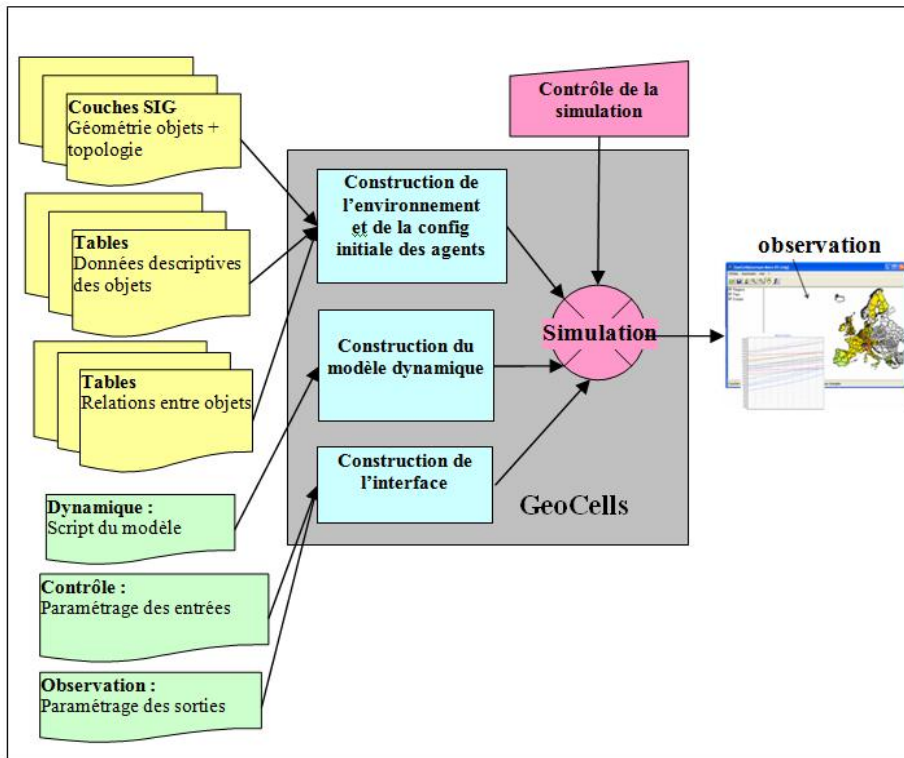 Couches SIG
Géométrie objets +
topologie
Tables
Données descriptives
des objets
Tables
Relations entre objets
Dynamique :
Script du modèle
Contrôle :
Paramétrage des entrées
Observation :
Paramétrage des sorties
Contrôle de la
simulation
Construction de
l'environnement
et de la config
initiale des agents
Construction du
modèle dynamique
Construction de
l'interface
Simulation
GeoCells
observation